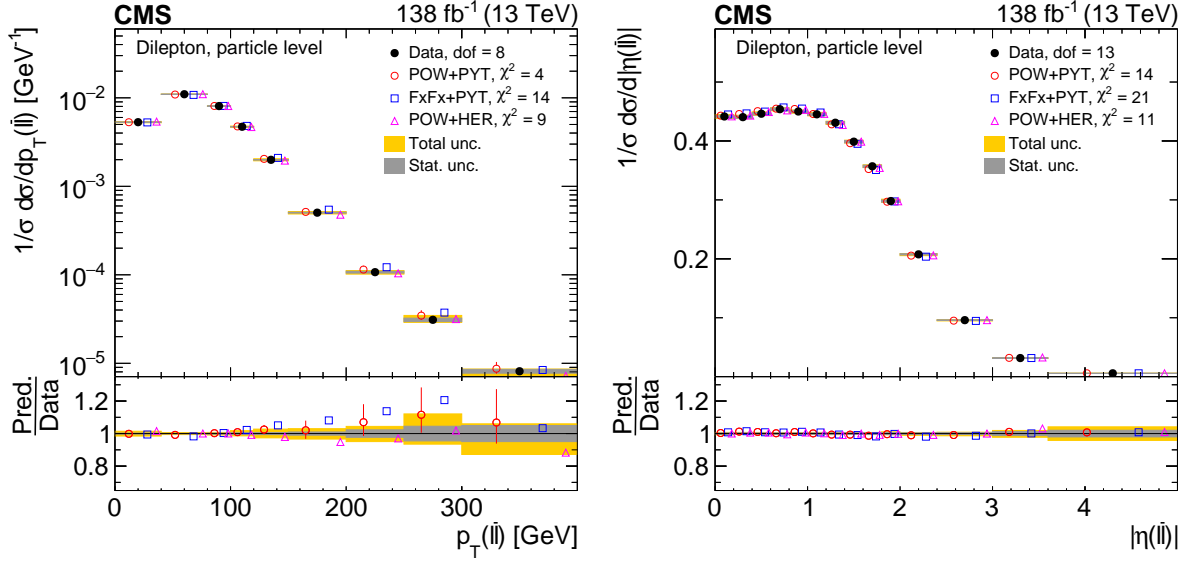 CMS 138 fb⁻¹ (13 TeV)
Dilepton, particle level
Data, dof = 8
POW+PYT, χ² = 4
FxFx+PYT, χ² = 14
POW+HER, χ² = 9
Total unc.
Stat. unc.
1/σ dσ/dp_T(ll̄) [GeV⁻¹]
10⁻²
10⁻³
10⁻⁴
10⁻⁵
Pred.
Data
1.2
1
0.8
0 100 200 300
p_T(ll̄) [GeV]
CMS 138 fb⁻¹ (13 TeV)
Dilepton, particle level
Data, dof = 13
POW+PYT, χ² = 14
FxFx+PYT, χ² = 21
POW+HER, χ² = 11
Total unc.
Stat. unc.
1/σ dσ/d|η(ll̄)|
0.4
0.2
Pred.
Data
1.2
1
0.8
0 1 2 3 4
|η(ll̄)|